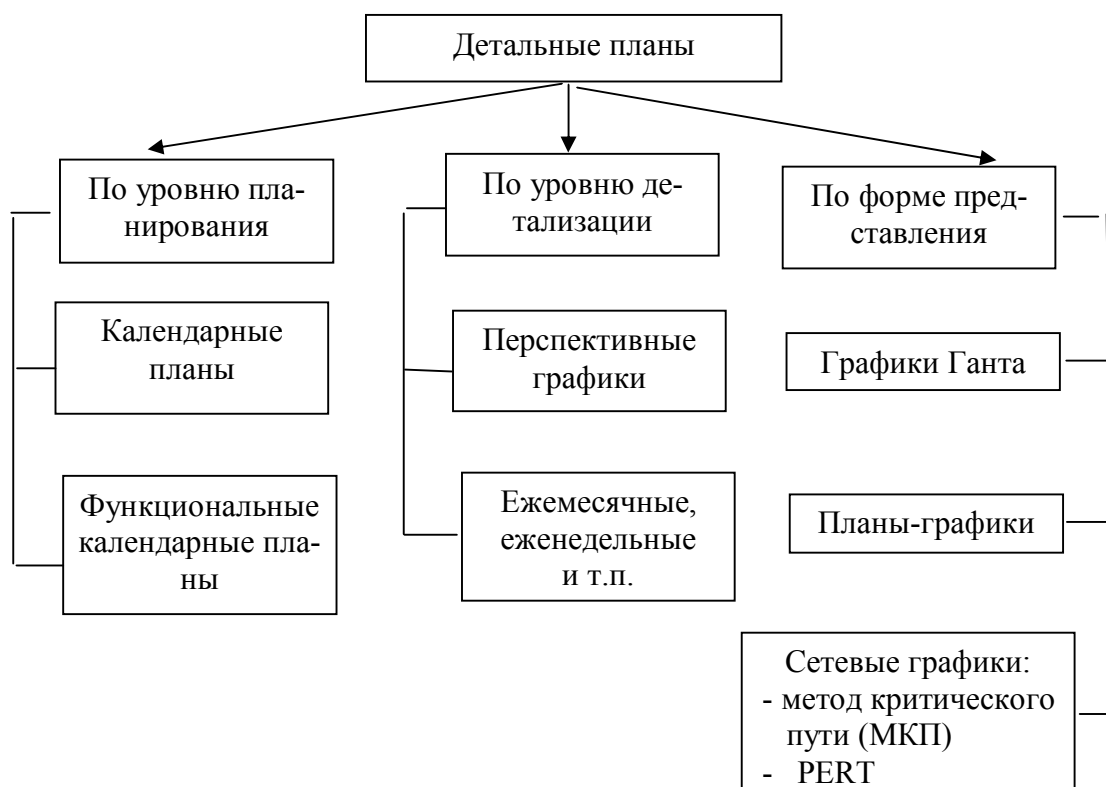 Детальные планы
По уровню пла-
нирования
По уровню де-
тализации
По форме пред-
ставления
Календарные
планы
Перспективные
графики
Графики Ганта
Функциональные
календарные пла-
ны
Ежемесячные,
еженедельные
и т.п.
Планы-графики
Сетевые графики:
- метод критического
пути (МКП)
- PERT